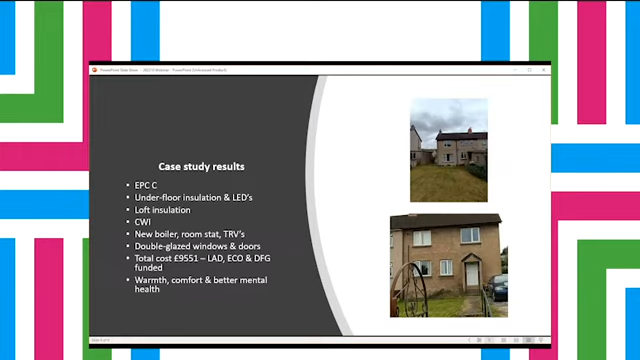 PowerPoint Slide Show - 2021 II Webinar - PowerPoint (Unlicensed Product)
Case study results
• EPC C
• Under-floor insulation & LED's
• Loft insulation
• CWI
• New boiler, room stat, TRV's
• Double-glazed windows & doors
• Total cost £9551 – LAD, ECO & DFG
funded
• Warmth, comfort & better mental
health